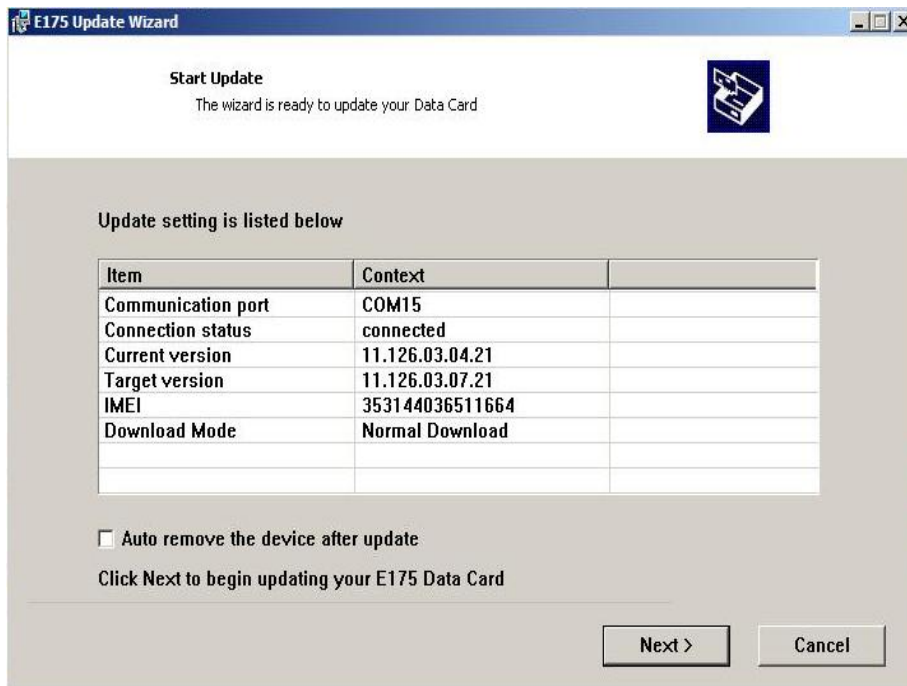 E175 Update Wizard
Start Update
The wizard is ready to update your Data Card
Update setting is listed below
Item Context
Communication port COM15
Connection status connected
Current version 11.126.03.04.21
Target version 11.126.03.07.21
IMEI 353144036511664
Download Mode Normal Download
Auto remove the device after update
Click Next to begin updating your E175 Data Card
Next > Cancel